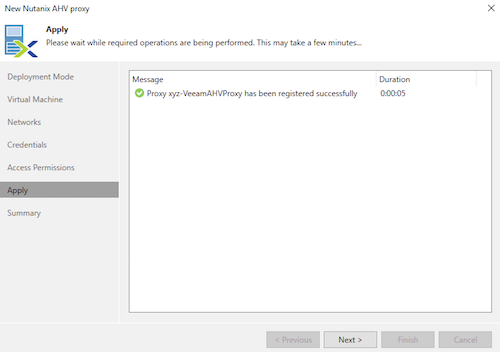 New Nutanix AHV proxy
Apply
Please wait while required operations are being performed. This may take a few minutes...
Deployment Mode
Virtual Machine
Networks
Credentials
Access Permissions
Apply
Summary
Message Duration
Proxy xyz-VeeamAHVProxy has been registered successfully 0:00:05
< Previous Next > Finish Cancel